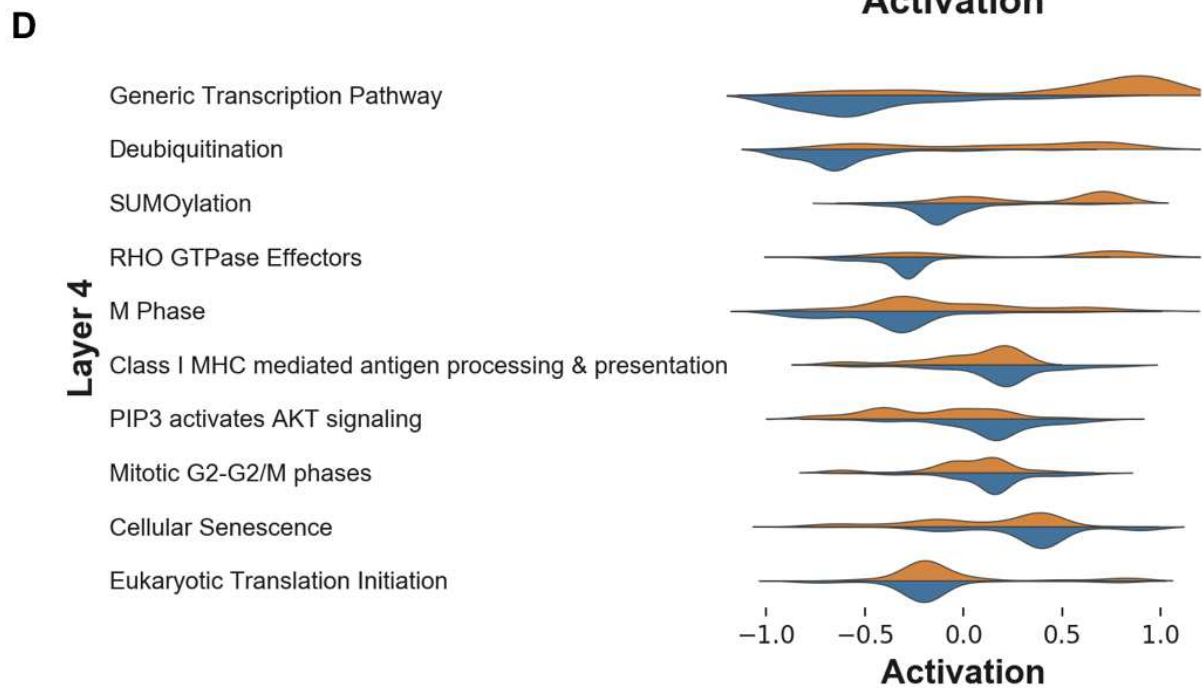 Activation
D
Generic Transcription Pathway
Deubiquitination
SUMOylation
RHO GTPase Effectors
M Phase
Class I MHC mediated antigen processing & presentation
PIP3 activates AKT signaling
Mitotic G2-G2/M phases
Cellular Senescence
Eukaryotic Translation Initiation
Layer 4
−1.0 −0.5 0.0 0.5 1.0
Activation